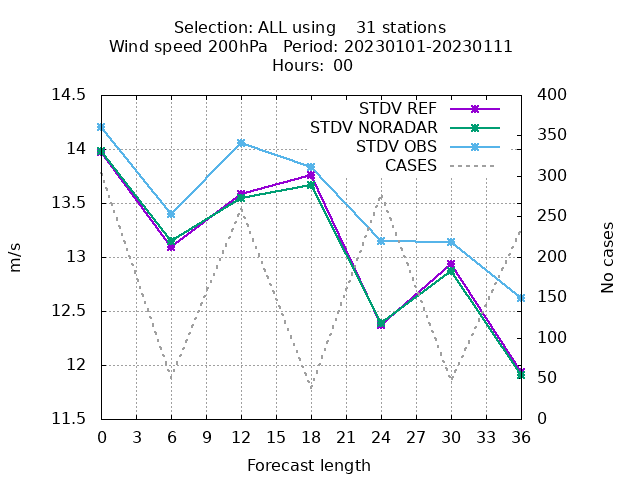 Selection: ALL using    31 stations
Wind speed 200hPa   Period: 20230101-20230111
Hours:  00
STDV REF
STDV NORADAR
STDV OBS
CASES
14.5
14
13.5
13
12.5
12
11.5
m/s
400
350
300
250
200
150
100
50
0
No cases
0 3 6 9 12 15 18 21 24 27 30 33 36
Forecast length